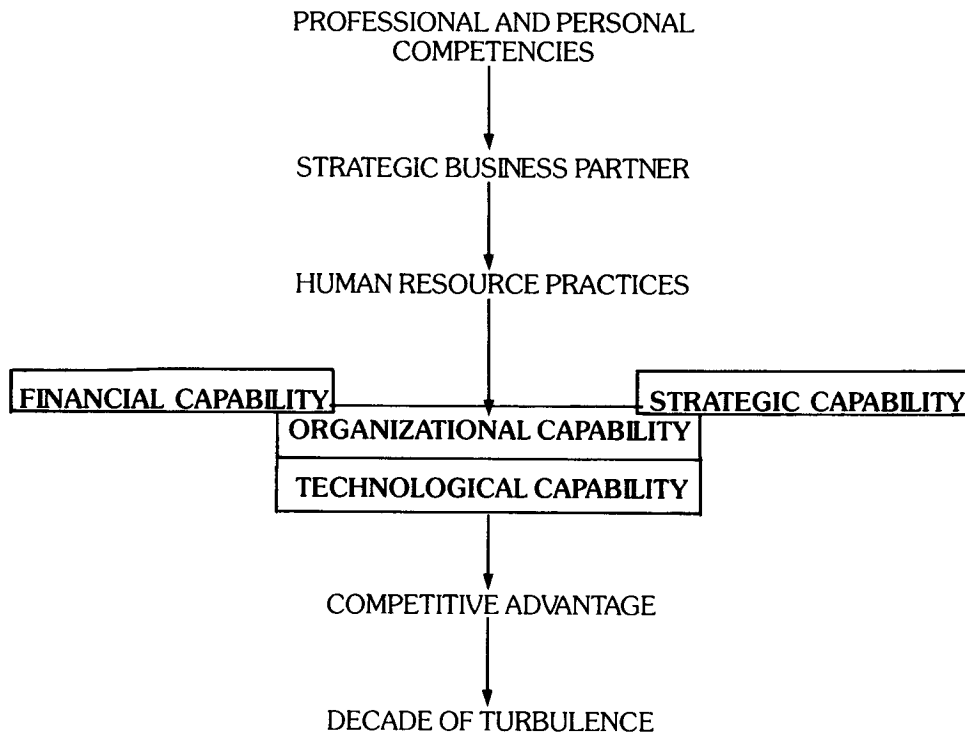 PROFESSIONAL AND PERSONAL
COMPETENCIES
STRATEGIC BUSINESS PARTNER
HUMAN RESOURCE PRACTICES
FINANCIAL CAPABILITY
STRATEGIC CAPABILITY
ORGANIZATIONAL CAPABILITY
TECHNOLOGICAL CAPABILITY
COMPETITIVE ADVANTAGE
DECADE OF TURBULENCE